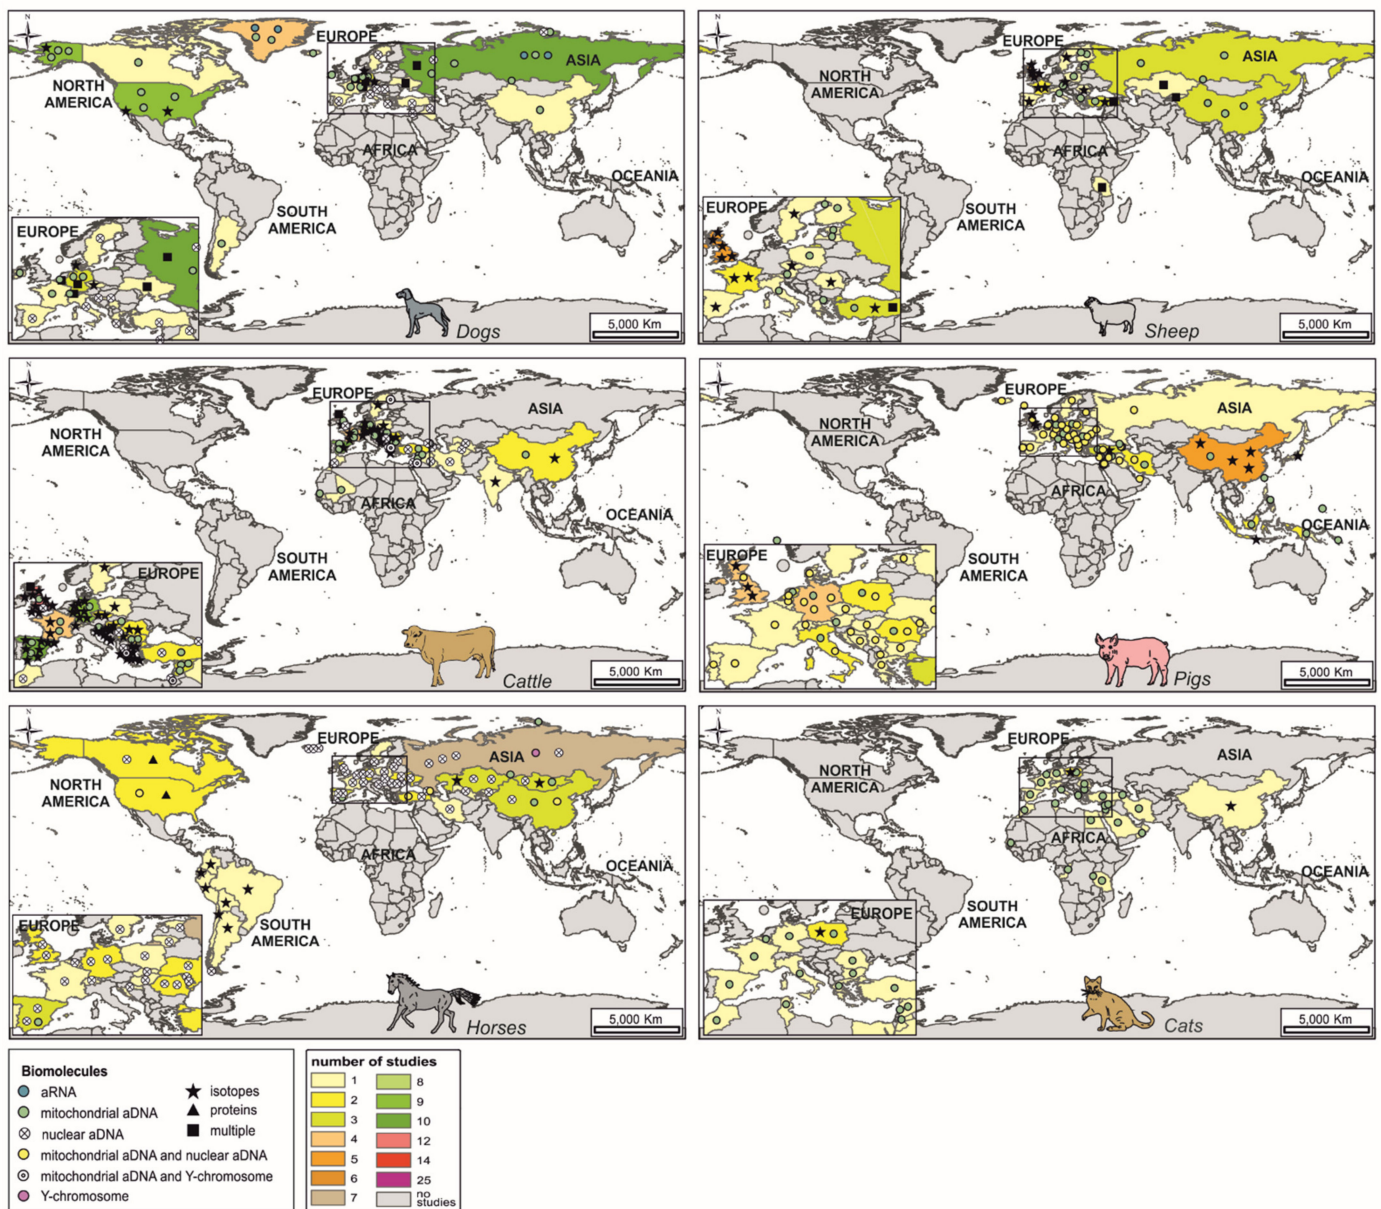 N
EUROPE
ASIA
NORTH
AMERICA
AFRICA
OCEANIA
SOUTH
AMERICA
EUROPE
Dogs
5,000 Km
N
EUROPE
ASIA
NORTH
AMERICA
AFRICA
OCEANIA
SOUTH
AMERICA
EUROPE
Sheep
5,000 Km
N
EUROPE
ASIA
NORTH
AMERICA
AFRICA
OCEANIA
SOUTH
AMERICA
EUROPE
Cattle
5,000 Km
N
EUROPE
ASIA
NORTH
AMERICA
AFRICA
OCEANIA
SOUTH
AMERICA
EUROPE
Pigs
5,000 Km
N
EUROPE
ASIA
NORTH
AMERICA
AFRICA
OCEANIA
SOUTH
AMERICA
EUROPE
Horses
5,000 Km
N
EUROPE
ASIA
NORTH
AMERICA
AFRICA
OCEANIA
SOUTH
AMERICA
EUROPE
Cats
5,000 Km
Biomolecules
aRNA
mitochondrial aDNA
nuclear aDNA
mitochondrial aDNA and nuclear aDNA
mitochondrial aDNA and Y-chromosome
Y-chromosome
isotopes
proteins
multiple
number of studies
1
2
3
4
5
6
7
8
9
10
12
14
25
no
studies